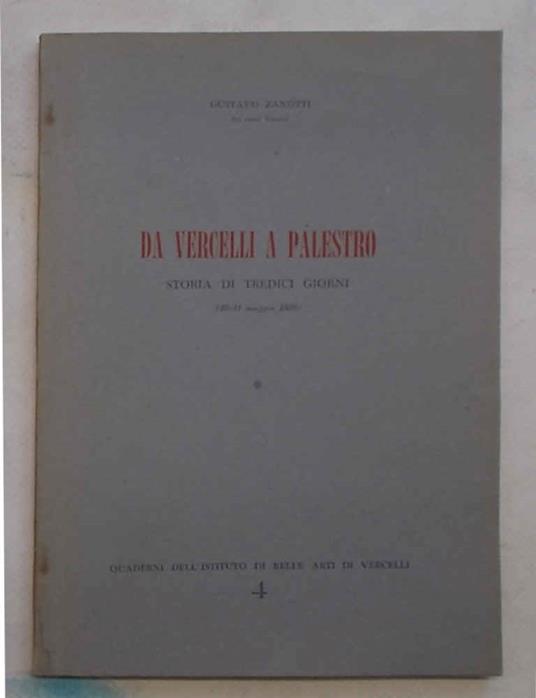 GUSTAVO ZANOTTI
DA VERCELLI A PALESTRO
STORIA DI TREDICI GIORNI
maggio
QUADERNI DELL'ISTITUTO DI BELLE ARTI DI VERCELLI
4